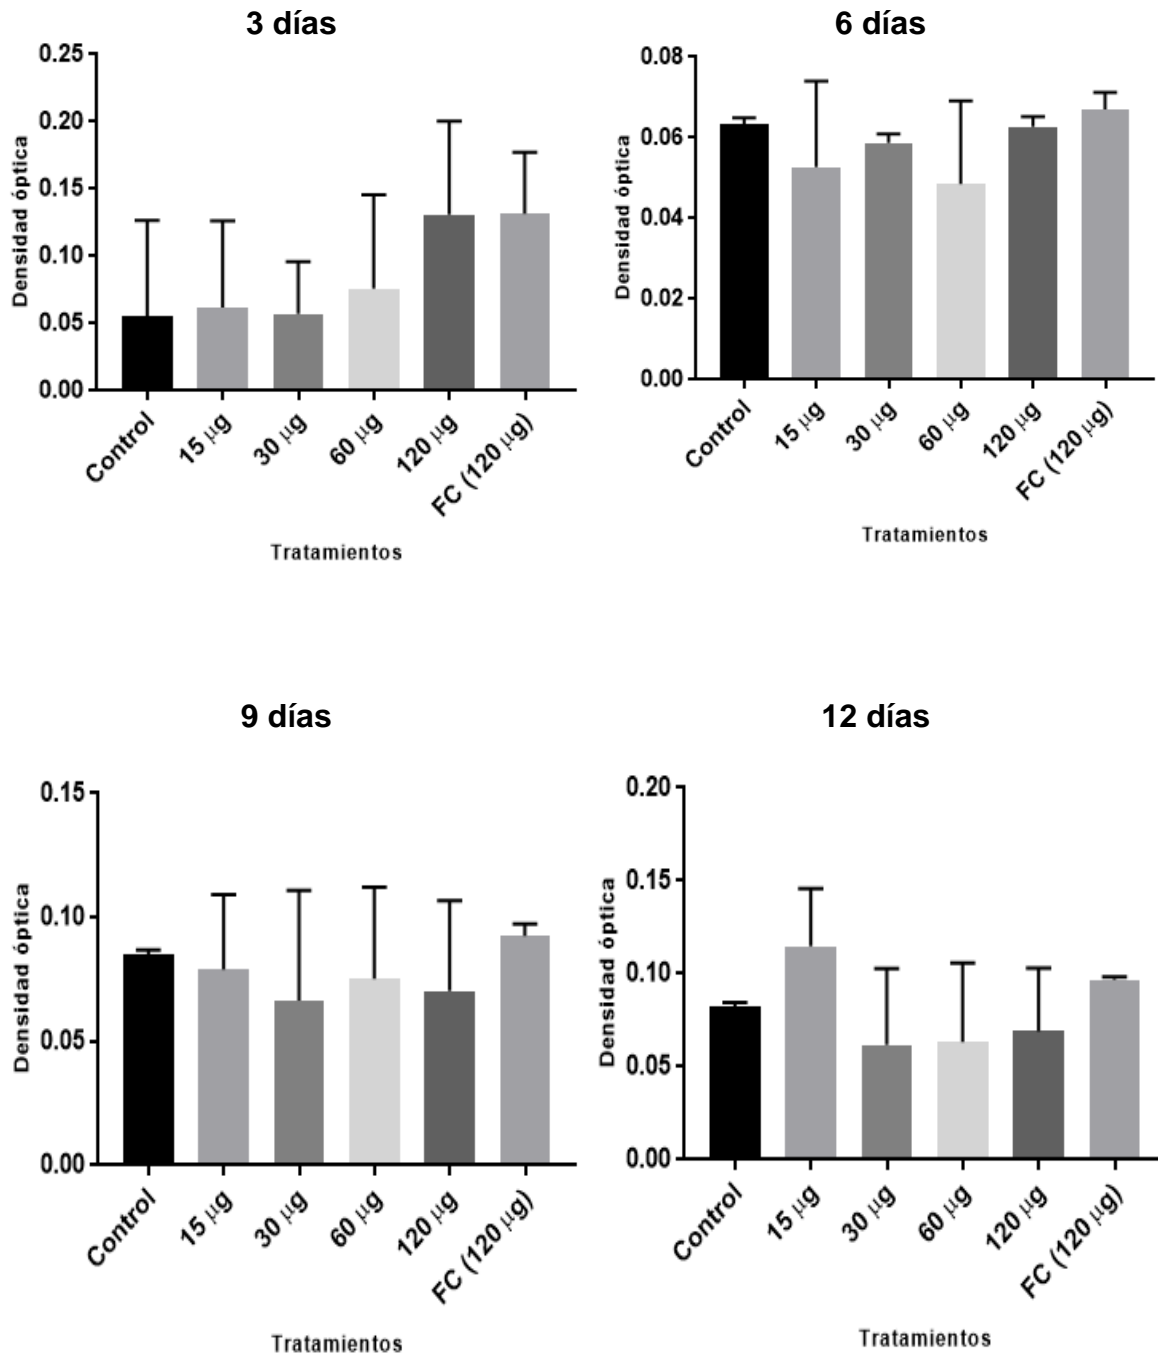 3 días
Densidad óptica
0.25
0.20
0.15
0.10
0.05
0.00
Control
15 µg
30 µg
60 µg
120 µg
FC (120 µg)
Tratamientos
6 días
Densidad óptica
0.08
0.06
0.04
0.02
0.00
Control
15 µg
30 µg
60 µg
120 µg
FC (120 µg)
Tratamientos
9 días
Densidad óptica
0.15
0.10
0.05
0.00
Control
15 µg
30 µg
60 µg
120 µg
FC (120 µg)
Tratamientos
12 días
Densidad óptica
0.20
0.15
0.10
0.05
0.00
Control
15 µg
30 µg
60 µg
120 µg
FC (120 µg)
Tratamientos